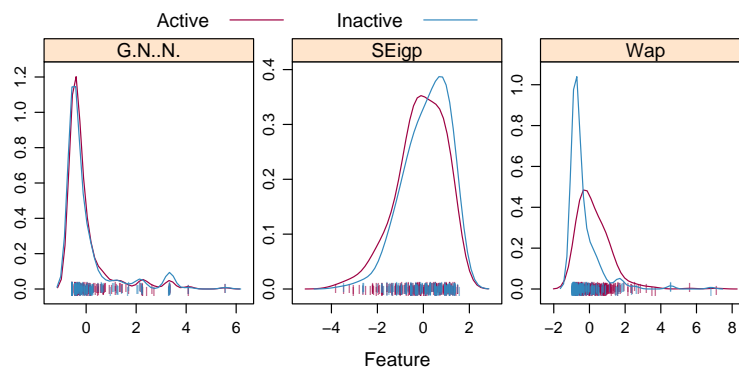 Active Inactive
G.N..N. SEigp Wap
0.0 0.2 0.4 0.6 0.8 1.0 1.2
0 2 4 6
0.0 0.1 0.2 0.3 0.4
−4 −2 0 2
0.0 0.2 0.4 0.6 0.8 1.0
−2 0 2 4 6 8
Feature